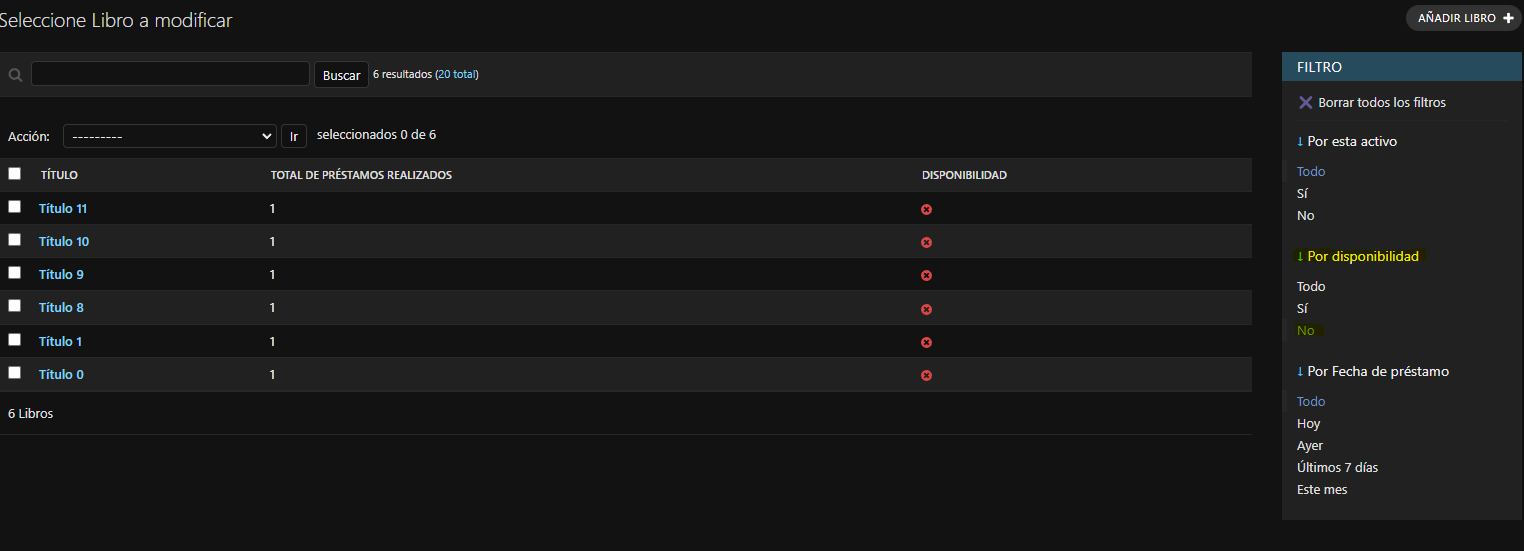 Seleccione Libro a modificar
AÑADIR LIBRO +
Buscar 6 resultados (20 total)
Acción: --------- Ir seleccionados 0 de 6
TÍTULO TOTAL DE PRÉSTAMOS REALIZADOS DISPONIBILIDAD
Título 11 1
Título 10 1
Título 9 1
Título 8 1
Título 1 1
Título 0 1
6 Libros
FILTRO
Borrar todos los filtros
↓ Por esta activo
Todo
Sí
No
↓ Por disponibilidad
Todo
Sí
No
↓ Por Fecha de préstamo
Todo
Hoy
Ayer
Últimos 7 días
Este mes